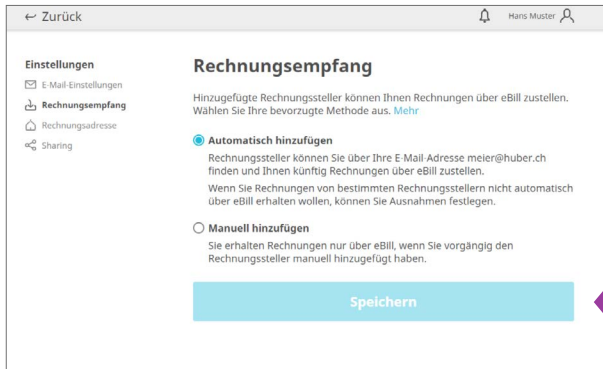 ← Zurück
Hans Muster
Einstellungen
E-Mail-Einstellungen
Rechnungsempfang
Rechnungsadresse
Sharing
Rechnungsempfang
Hinzugefügte Rechnungssteller können Ihnen Rechnungen über eBill zustellen.
Wählen Sie Ihre bevorzugte Methode aus. Mehr
Automatisch hinzufügen
Rechnungssteller können Sie über Ihre E-Mail-Adresse meier@huber.ch
finden und Ihnen künftig Rechnungen über eBill zustellen.
Wenn Sie Rechnungen von bestimmten Rechnungsstellern nicht automatisch
über eBill erhalten wollen, können Sie Ausnahmen festlegen.
Manuell hinzufügen
Sie erhalten Rechnungen nur über eBill, wenn Sie vorgängig den
Rechnungssteller manuell hinzugefügt haben.
Speichern